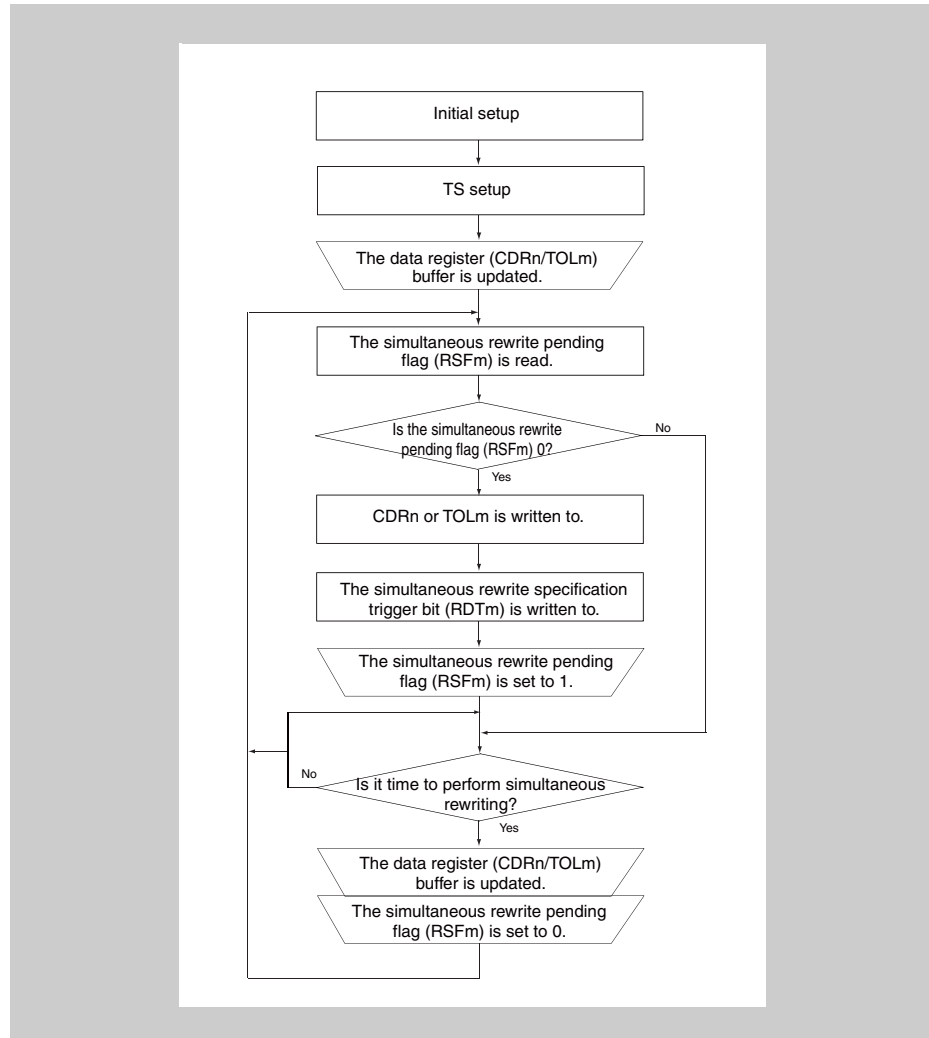 Initial setup
TS setup
The data register (CDRn/TOLm)
buffer is updated.
The simultaneous rewrite pending
flag (RSFm) is read.
Is the simultaneous rewrite
pending flag (RSFm) 0?
No
Yes
CDRn or TOLm is written to.
The simultaneous rewrite specification
trigger bit (RDTm) is written to.
The simultaneous rewrite pending
flag (RSFm) is set to 1.
No
Is it time to perform simultaneous
rewriting?
Yes
The data register (CDRn/TOLm)
buffer is updated.
The simultaneous rewrite pending
flag (RSFm) is set to 0.